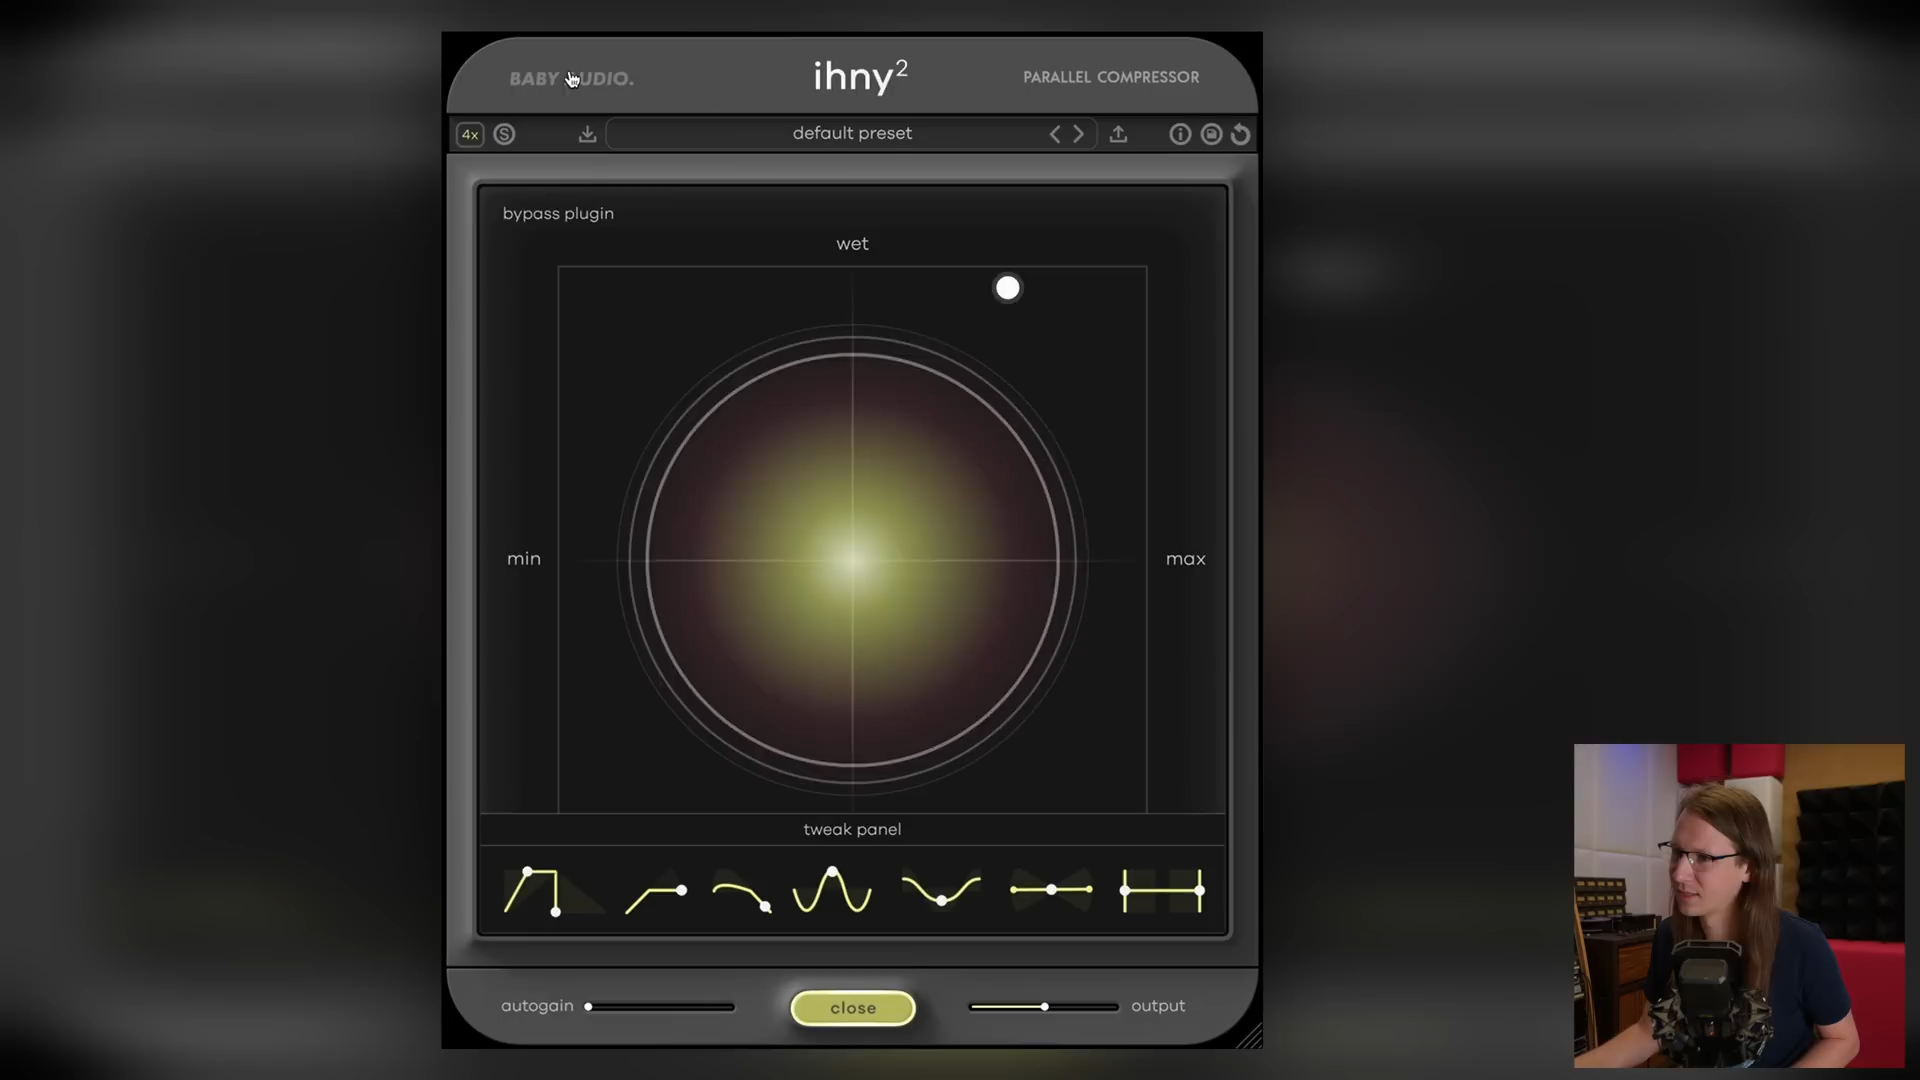 BABY AUDIO.
ihny2
PARALLEL COMPRESSOR
4x
S
default preset
bypass plugin
wet
min
max
tweak panel
autogain
close
output